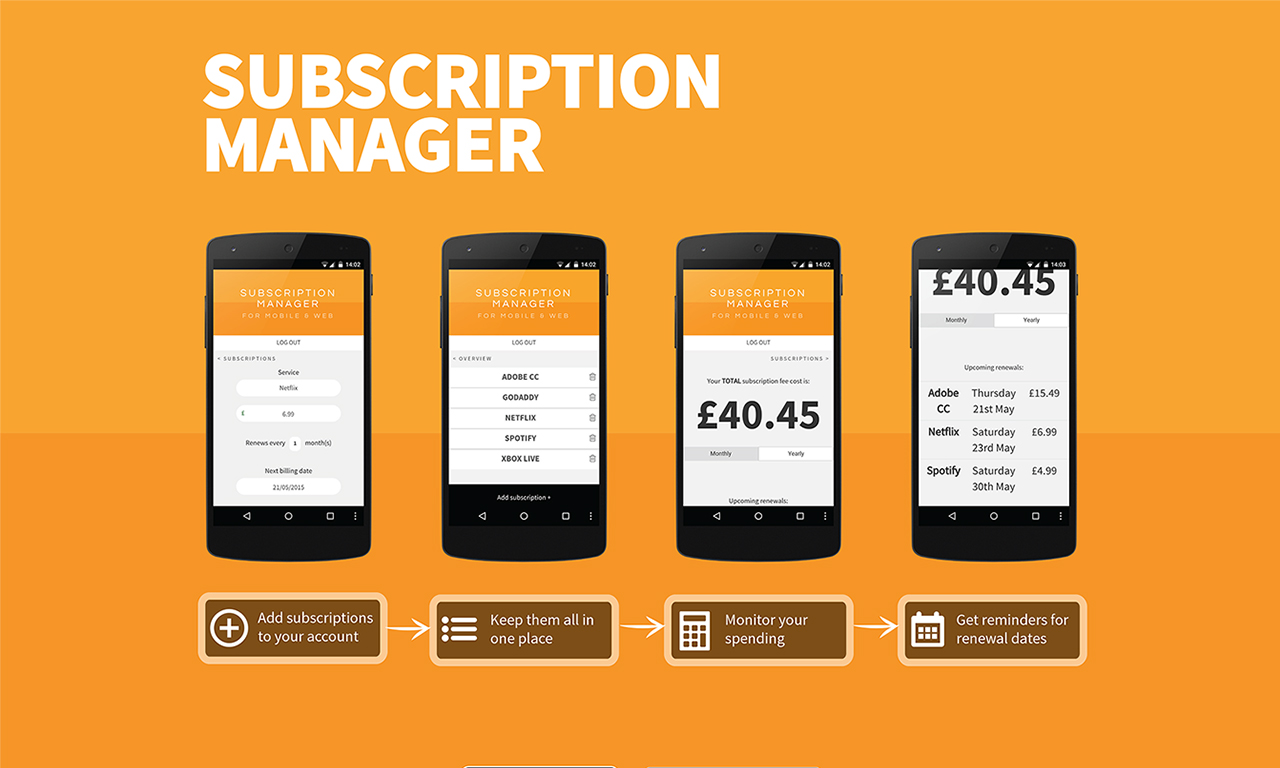 SUBSCRIPTION
MANAGER
14:02
SUBSCRIPTION
MANAGER
FOR MOBILE & WEB
LOG OUT
< SUBSCRIPTIONS
Service
Netflix
£ 6.99
Renews every 1 month(s)
Next billing date
21/05/2015
14:02
SUBSCRIPTION
MANAGER
FOR MOBILE & WEB
LOG OUT
< OVERVIEW
ADOBE CC
GODADDY
NETFLIX
SPOTIFY
XBOX LIVE
Add subscription +
14:02
SUBSCRIPTION
MANAGER
FOR MOBILE & WEB
LOG OUT
SUBSCRIPTIONS >
Your TOTAL subscription fee cost is:
£40.45
Monthly Yearly
Upcoming renewals:
14:03
£40.45
Monthly Yearly
Upcoming renewals:
Adobe Thursday £15.49
CC 21st May
Netflix Saturday £6.99
23rd May
Spotify Saturday £4.99
30th May
Add subscriptions
to your account
Keep them all in
one place
Monitor your
spending
Get reminders for
renewal dates